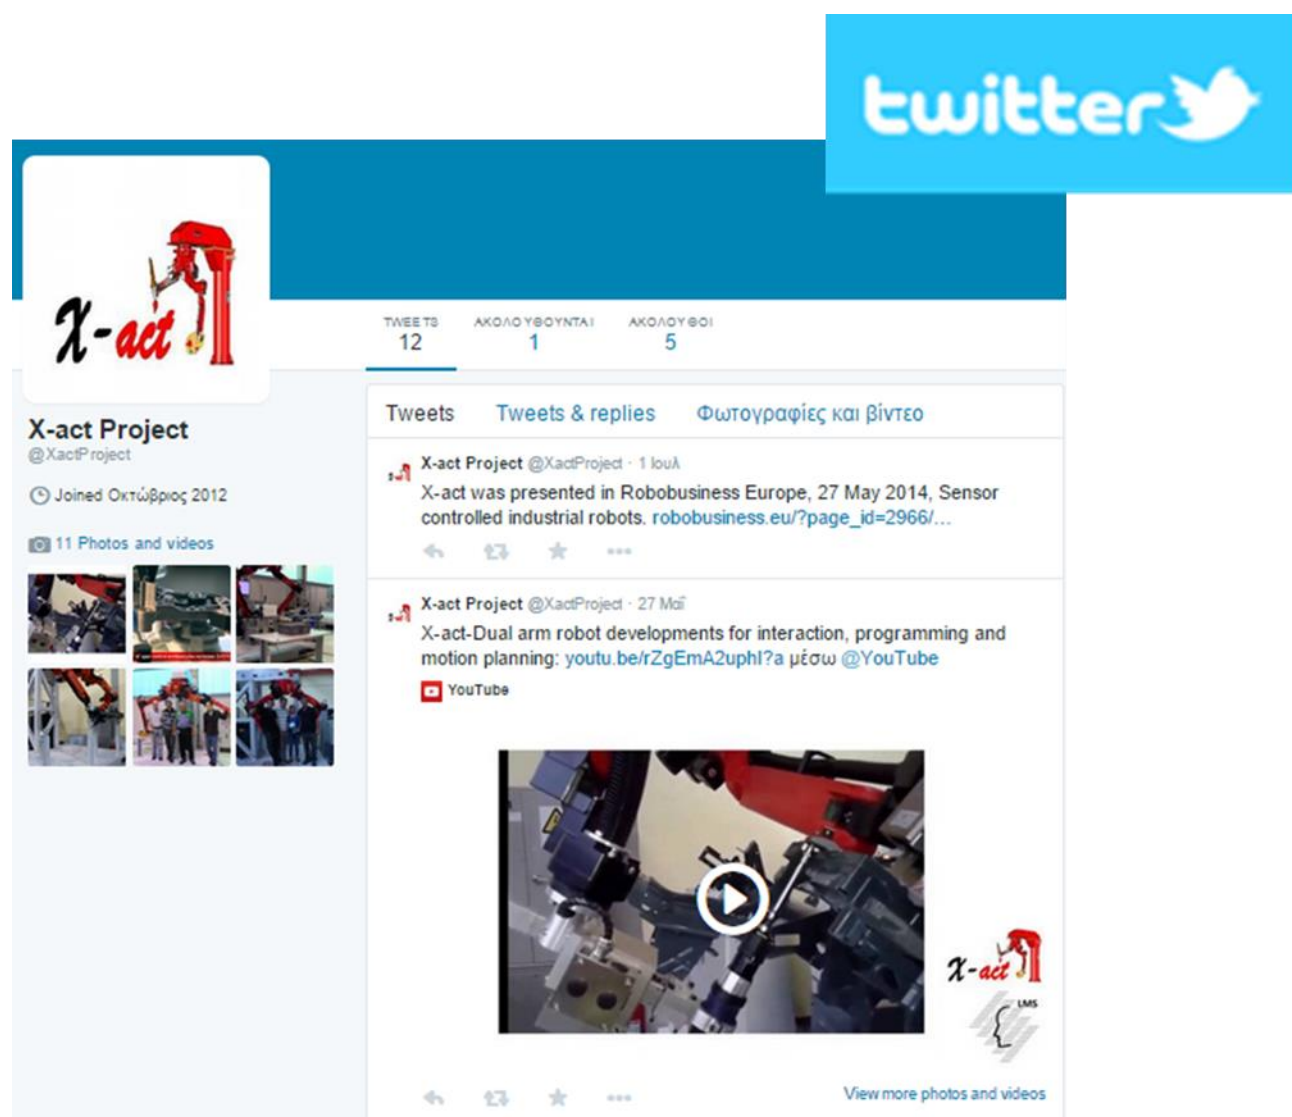 twitter
X-act
TWEETS ΑΚΟΛΟΥΘΟΥΝΤΑΙ ΑΚΟΛΟΥΘΟΙ
12 1 5
X-act Project
@XactProject
Joined Οκτώβριος 2012
11 Photos and videos
Tweets Tweets & replies Φωτογραφίες και βίντεο
X-act Project @XactProject · 1 Ιουλ
X-act was presented in Robobusiness Europe, 27 May 2014, Sensor
controlled industrial robots. robobusiness.eu/?page_id=2966/...
X-act Project @XactProject · 27 Μαΐ
X-act-Dual arm robot developments for interaction, programming and
motion planning: youtu.be/rZgEmA2uphI?a μέσω @YouTube
YouTube
X-act
LMS
View more photos and videos